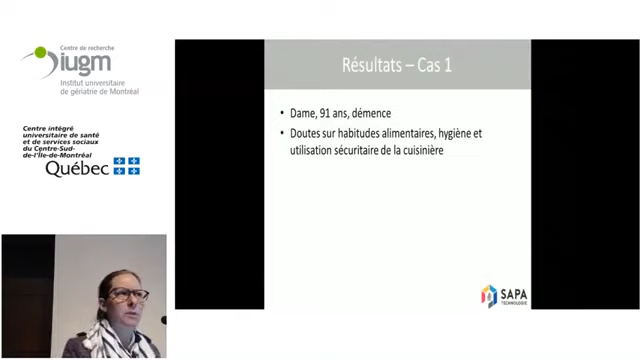 Centre de recherche
iugm
Institut universitaire
de gériatrie de Montréal
Centre intégré
universitaire de santé
et de services sociaux
du Centre-Sud-
de-l'Île-de-Montréal
Québec
Résultats – Cas 1
• Dame, 91 ans, démence
• Doutes sur habitudes alimentaires, hygiène et
utilisation sécuritaire de la cuisinière
SAPA
TECHNOLOGIE